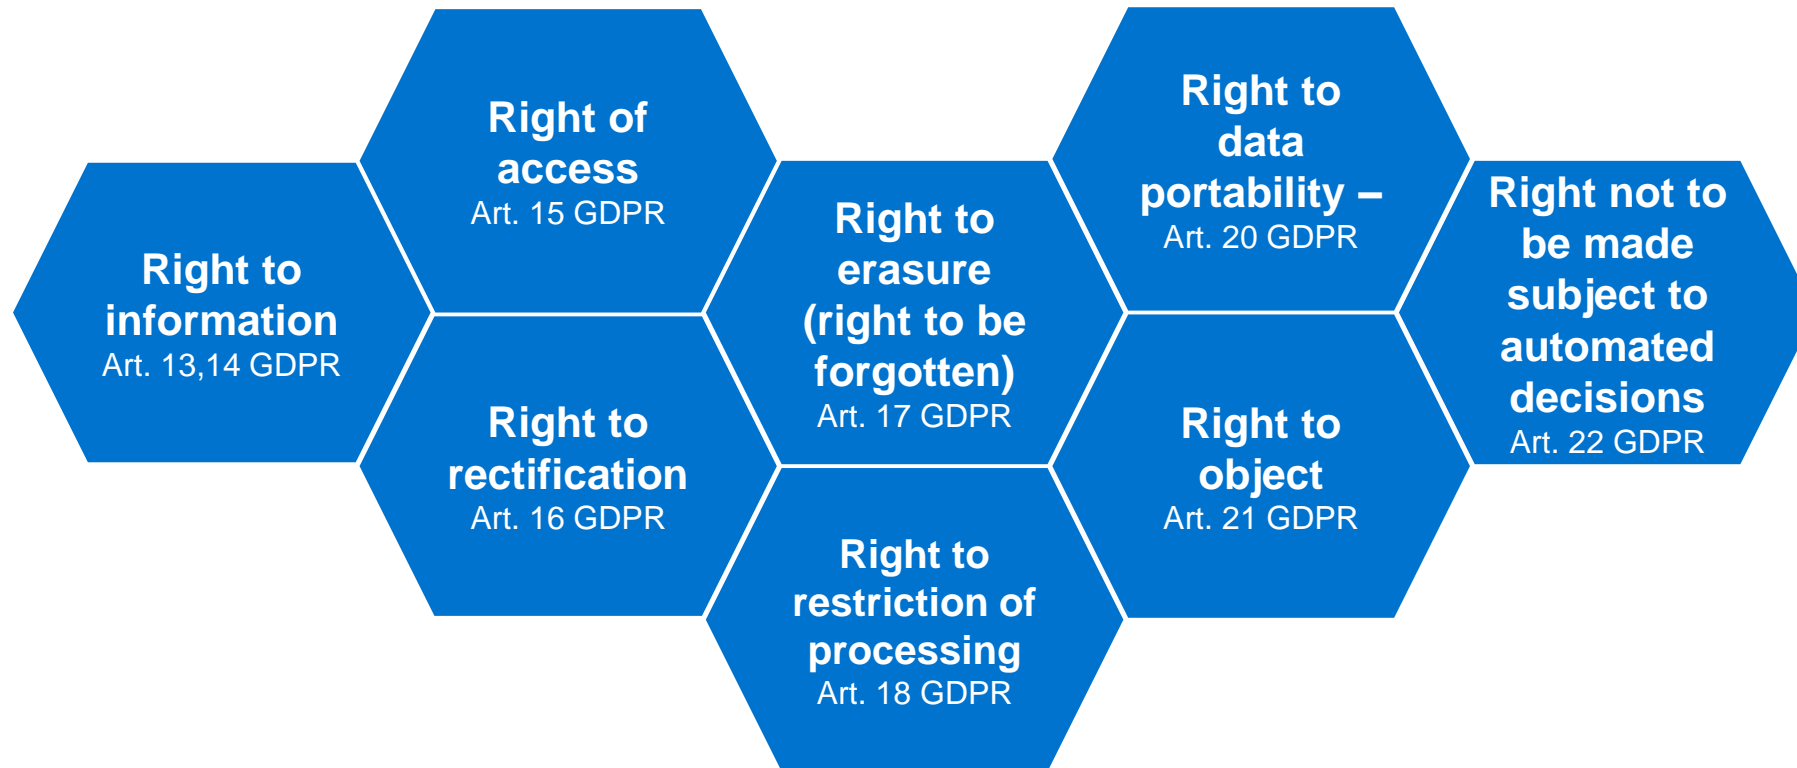 Right to
information
Art. 13,14 GDPR
Right of
access
Art. 15 GDPR
Right to
rectification
Art. 16 GDPR
Right to
erasure
(right to be
forgotten)
Art. 17 GDPR
Right to
restriction of
processing
Art. 18 GDPR
Right to
data
portability –
Art. 20 GDPR
Right to
object
Art. 21 GDPR
Right not to
be made
subject to
automated
decisions
Art. 22 GDPR